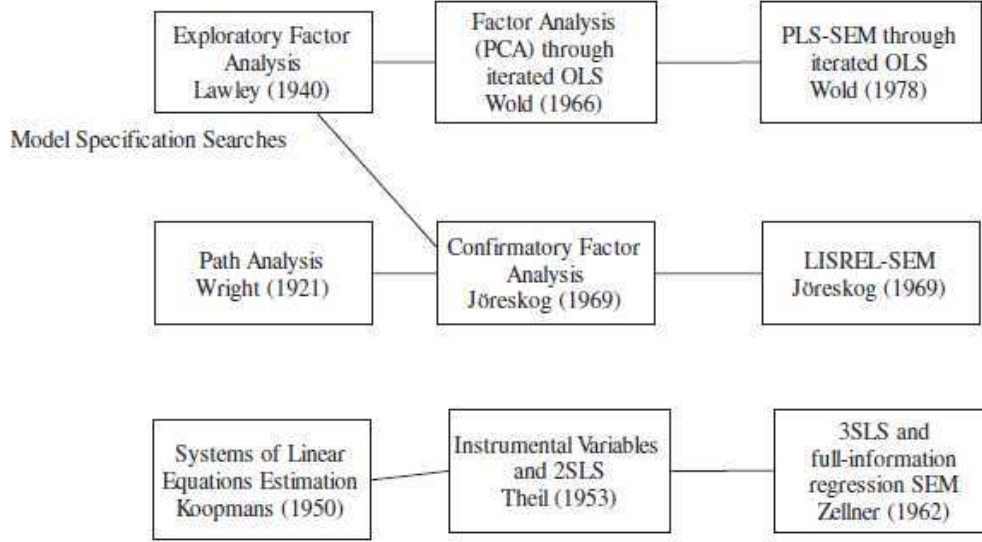 Exploratory Factor
Analysis
Lawley (1940)
Factor Analysis
(PCA) through
iterated OLS
Wold (1966)
PLS-SEM through
iterated OLS
Wold (1978)
Model Specification Searches
Path Analysis
Wright (1921)
Confirmatory Factor
Analysis
Jöreskog (1969)
LISREL-SEM
Jöreskog (1969)
Systems of Linear
Equations Estimation
Koopmans (1950)
Instrumental Variables
and 2SLS
Theil (1953)
3SLS and
full-information
regression SEM
Zellner (1962)